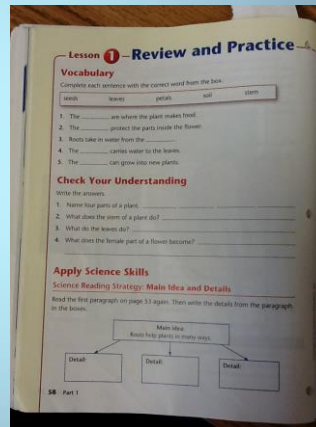 Lesson 1 – Review and Practice
Vocabulary
Complete each sentence with the correct word from the box.
seeds leaves petals soil stem
1. The ________ are where the plant makes food.
2. The ________ protect the parts inside the flower.
3. Roots take in water from the ________.
4. The ________ carries water to the leaves.
5. The ________ can grow into new plants.
Check Your Understanding
Write the answers.
1. Name four parts of a plant.
2. What does the stem of a plant do?
3. What do the leaves do?
4. What does the female part of a flower become?
Apply Science Skills
Science Reading Strategy: Main Idea and Details
Read the first paragraph on page 53 again. Then write the details from the paragraph
in the boxes.
Main idea:
Roots help plants in many ways.
Detail: Detail: Detail:
58 Part 1